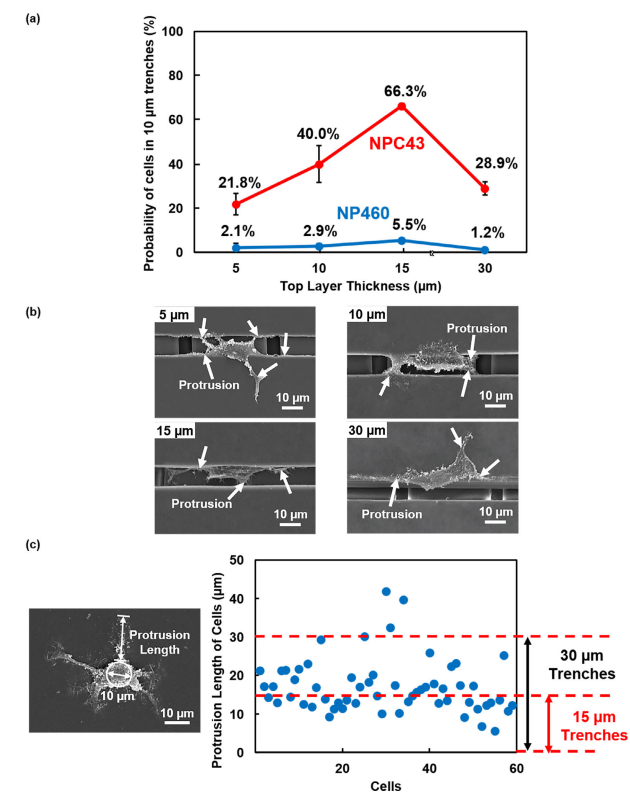 (a)
Probability of cells in 10 µm trenches (%)
100
80
60
40
20
0
21.8%
40.0%
66.3%
28.9%
NPC43
NP460
2.1%
2.9%
5.5%
1.2%
5
10
15
30
Top Layer Thickness (µm)
(b)
5 µm
Protrusion
10 µm
10 µm
Protrusion
10 µm
15 µm
Protrusion
10 µm
30 µm
Protrusion
10 µm
(c)
Protrusion
Length
10 µm
10 µm
Protrusion Length of Cells (µm)
50
40
30
20
10
0
20
40
60
Cells
30 µm
Trenches
15 µm
Trenches